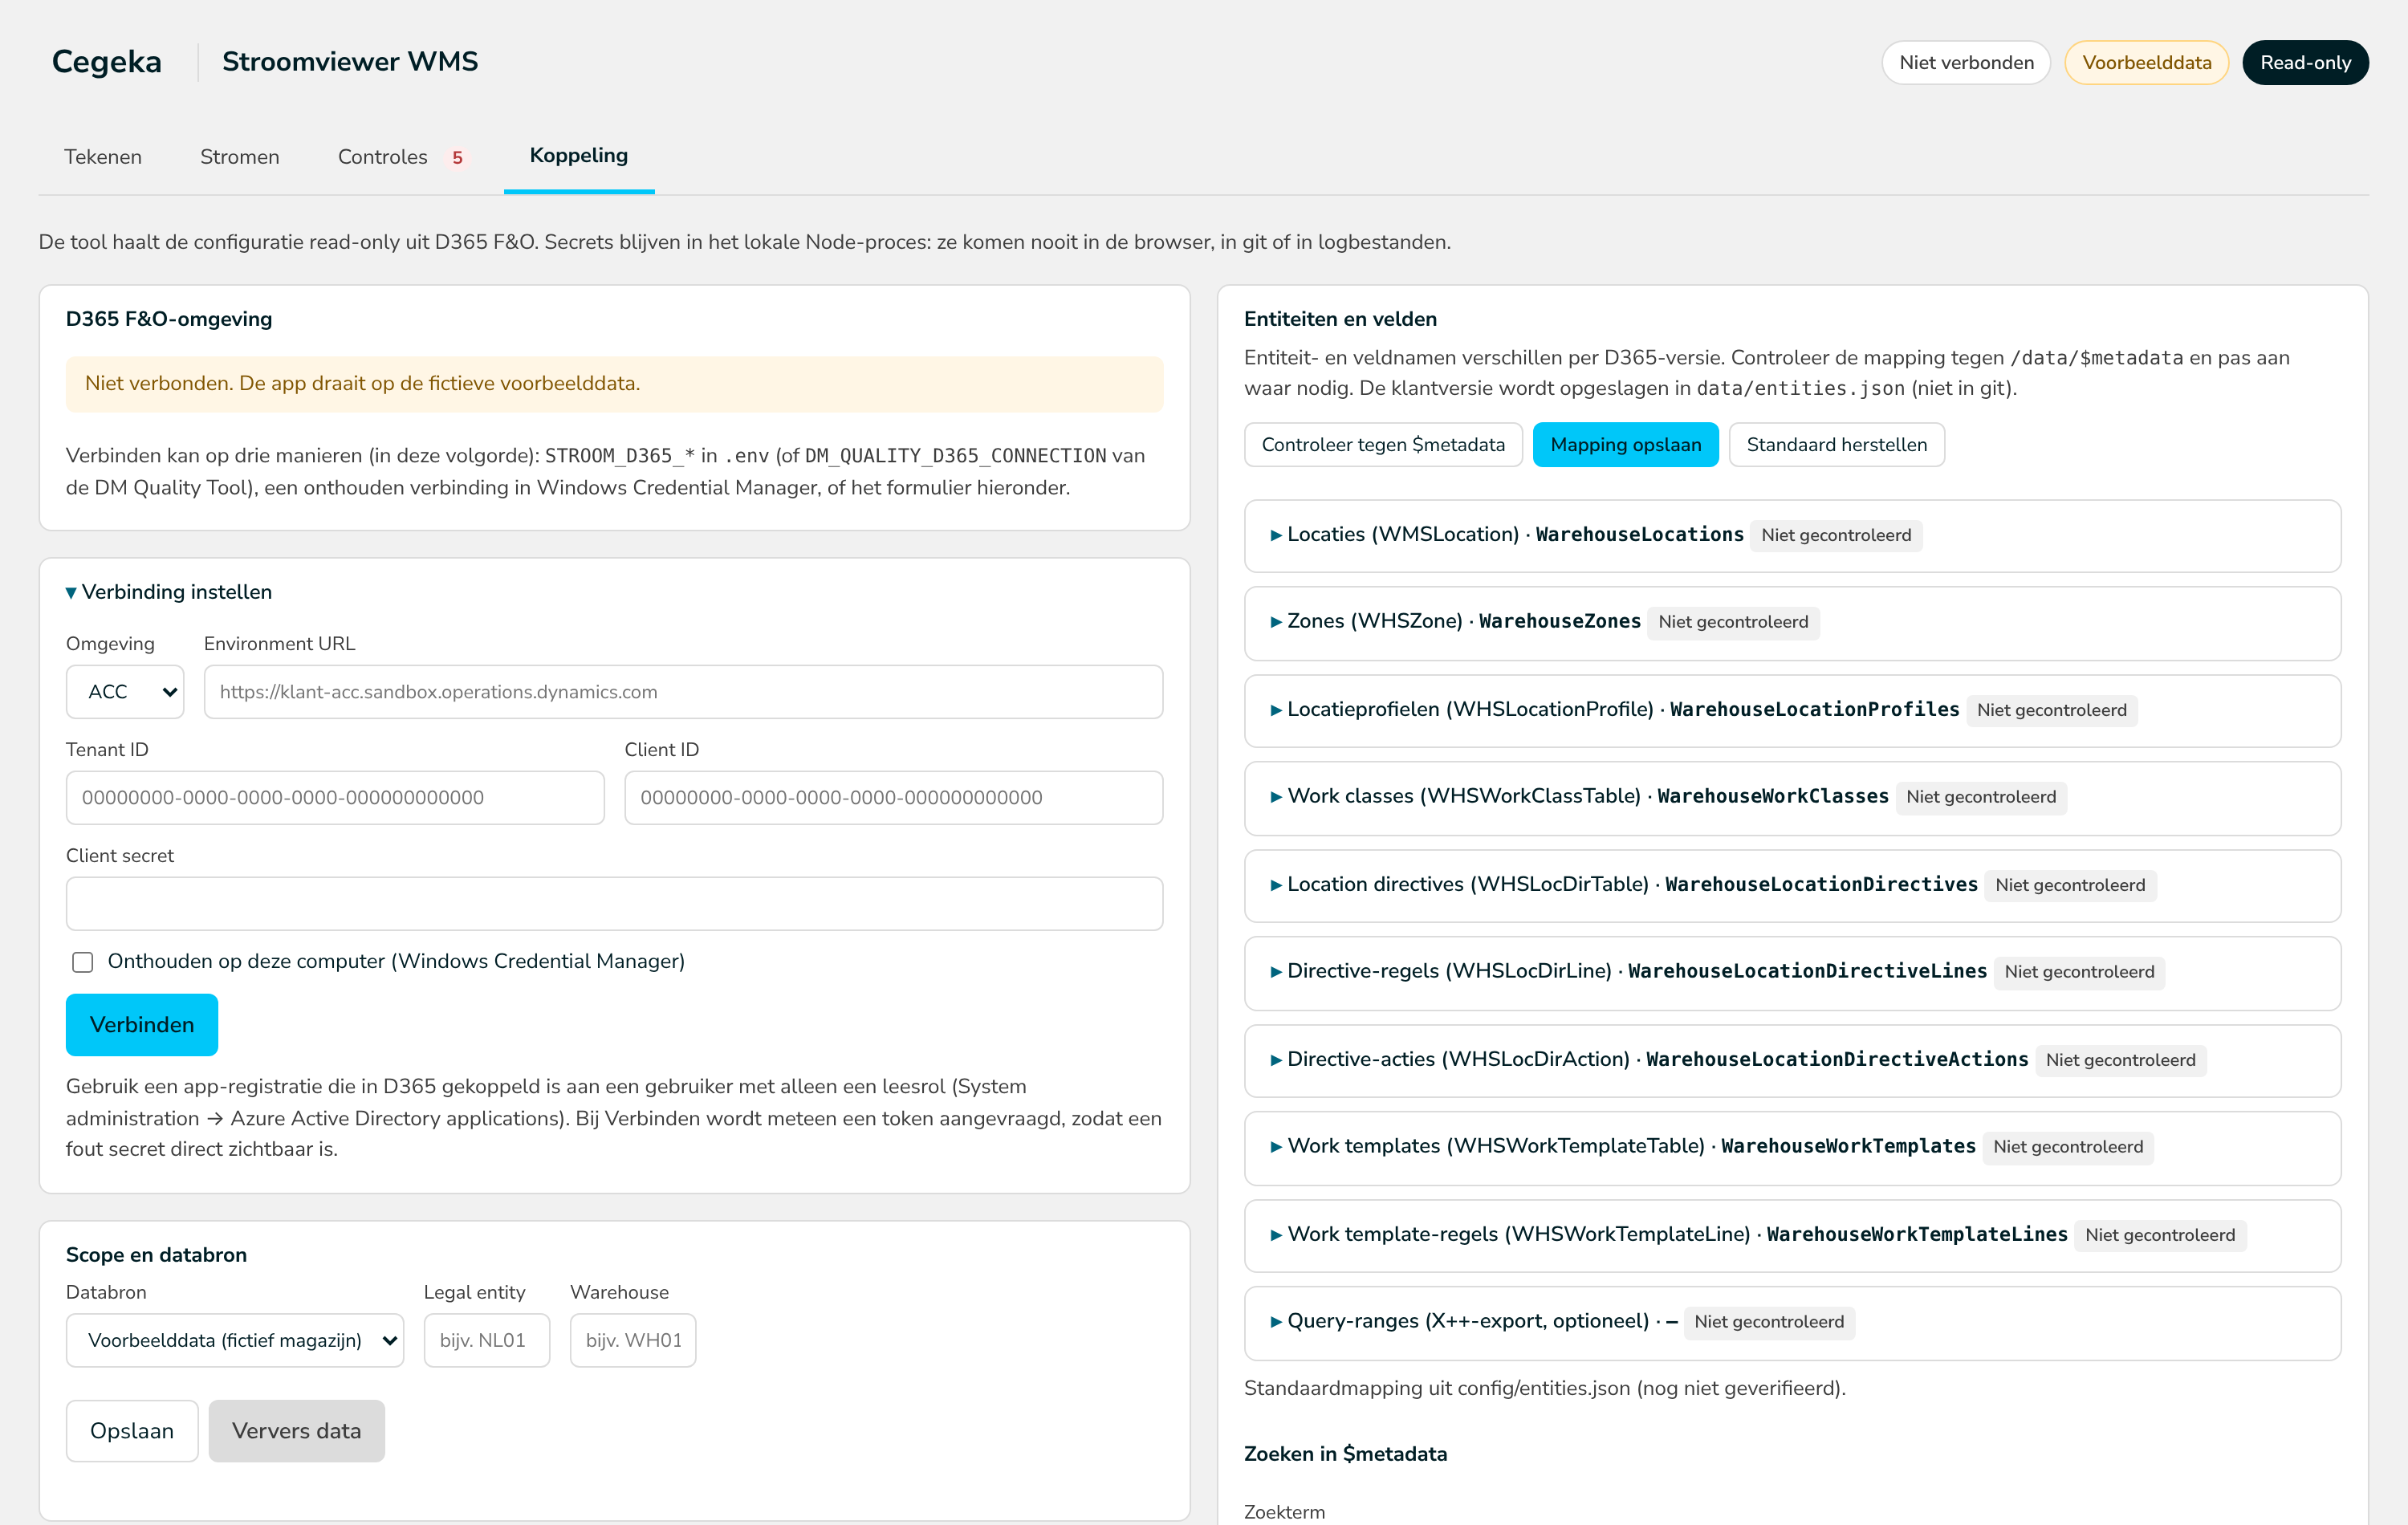 Cegeka
Stroomviewer WMS
Niet verbonden
Voorbeelddata
Read-only
Tekenen
Stromen
Controles 5
Koppeling
De tool haalt de configuratie read-only uit D365 F&O. Secrets blijven in het lokale Node-proces: ze komen nooit in de browser, in git of in logbestanden.
D365 F&O-omgeving
Niet verbonden. De app draait op de fictieve voorbeelddata.
Verbinden kan op drie manieren (in deze volgorde): STROOM_D365_* in .env (of DM_QUALITY_D365_CONNECTION van
de DM Quality Tool), een onthouden verbinding in Windows Credential Manager, of het formulier hieronder.
▾ Verbinding instellen
Omgeving
Environment URL
ACC
https://klant-acc.sandbox.operations.dynamics.com
Tenant ID
Client ID
00000000-0000-0000-0000-000000000000
00000000-0000-0000-0000-000000000000
Client secret
Onthouden op deze computer (Windows Credential Manager)
Verbinden
Gebruik een app-registratie die in D365 gekoppeld is aan een gebruiker met alleen een leesrol (System
administration → Azure Active Directory applications). Bij Verbinden wordt meteen een token aangevraagd, zodat een
fout secret direct zichtbaar is.
Scope en databron
Databron
Legal entity
Warehouse
Voorbeelddata (fictief magazijn)
bijv. NL01
bijv. WH01
Opslaan
Ververs data
Entiteiten en velden
Entiteit- en veldnamen verschillen per D365-versie. Controleer de mapping tegen /data/$metadata en pas aan
waar nodig. De klantversie wordt opgeslagen in data/entities.json (niet in git).
Controleer tegen $metadata
Mapping opslaan
Standaard herstellen
▸ Locaties (WMSLocation) · WarehouseLocations Niet gecontroleerd
▸ Zones (WHSZone) · WarehouseZones Niet gecontroleerd
▸ Locatieprofielen (WHSLocationProfile) · WarehouseLocationProfiles Niet gecontroleerd
▸ Work classes (WHSWorkClassTable) · WarehouseWorkClasses Niet gecontroleerd
▸ Location directives (WHSLocDirTable) · WarehouseLocationDirectives Niet gecontroleerd
▸ Directive-regels (WHSLocDirLine) · WarehouseLocationDirectiveLines Niet gecontroleerd
▸ Directive-acties (WHSLocDirAction) · WarehouseLocationDirectiveActions Niet gecontroleerd
▸ Work templates (WHSWorkTemplateTable) · WarehouseWorkTemplates Niet gecontroleerd
▸ Work template-regels (WHSWorkTemplateLine) · WarehouseWorkTemplateLines Niet gecontroleerd
▸ Query-ranges (X++-export, optioneel) · — Niet gecontroleerd
Standaardmapping uit config/entities.json (nog niet geverifieerd).
Zoeken in $metadata
Zoekterm